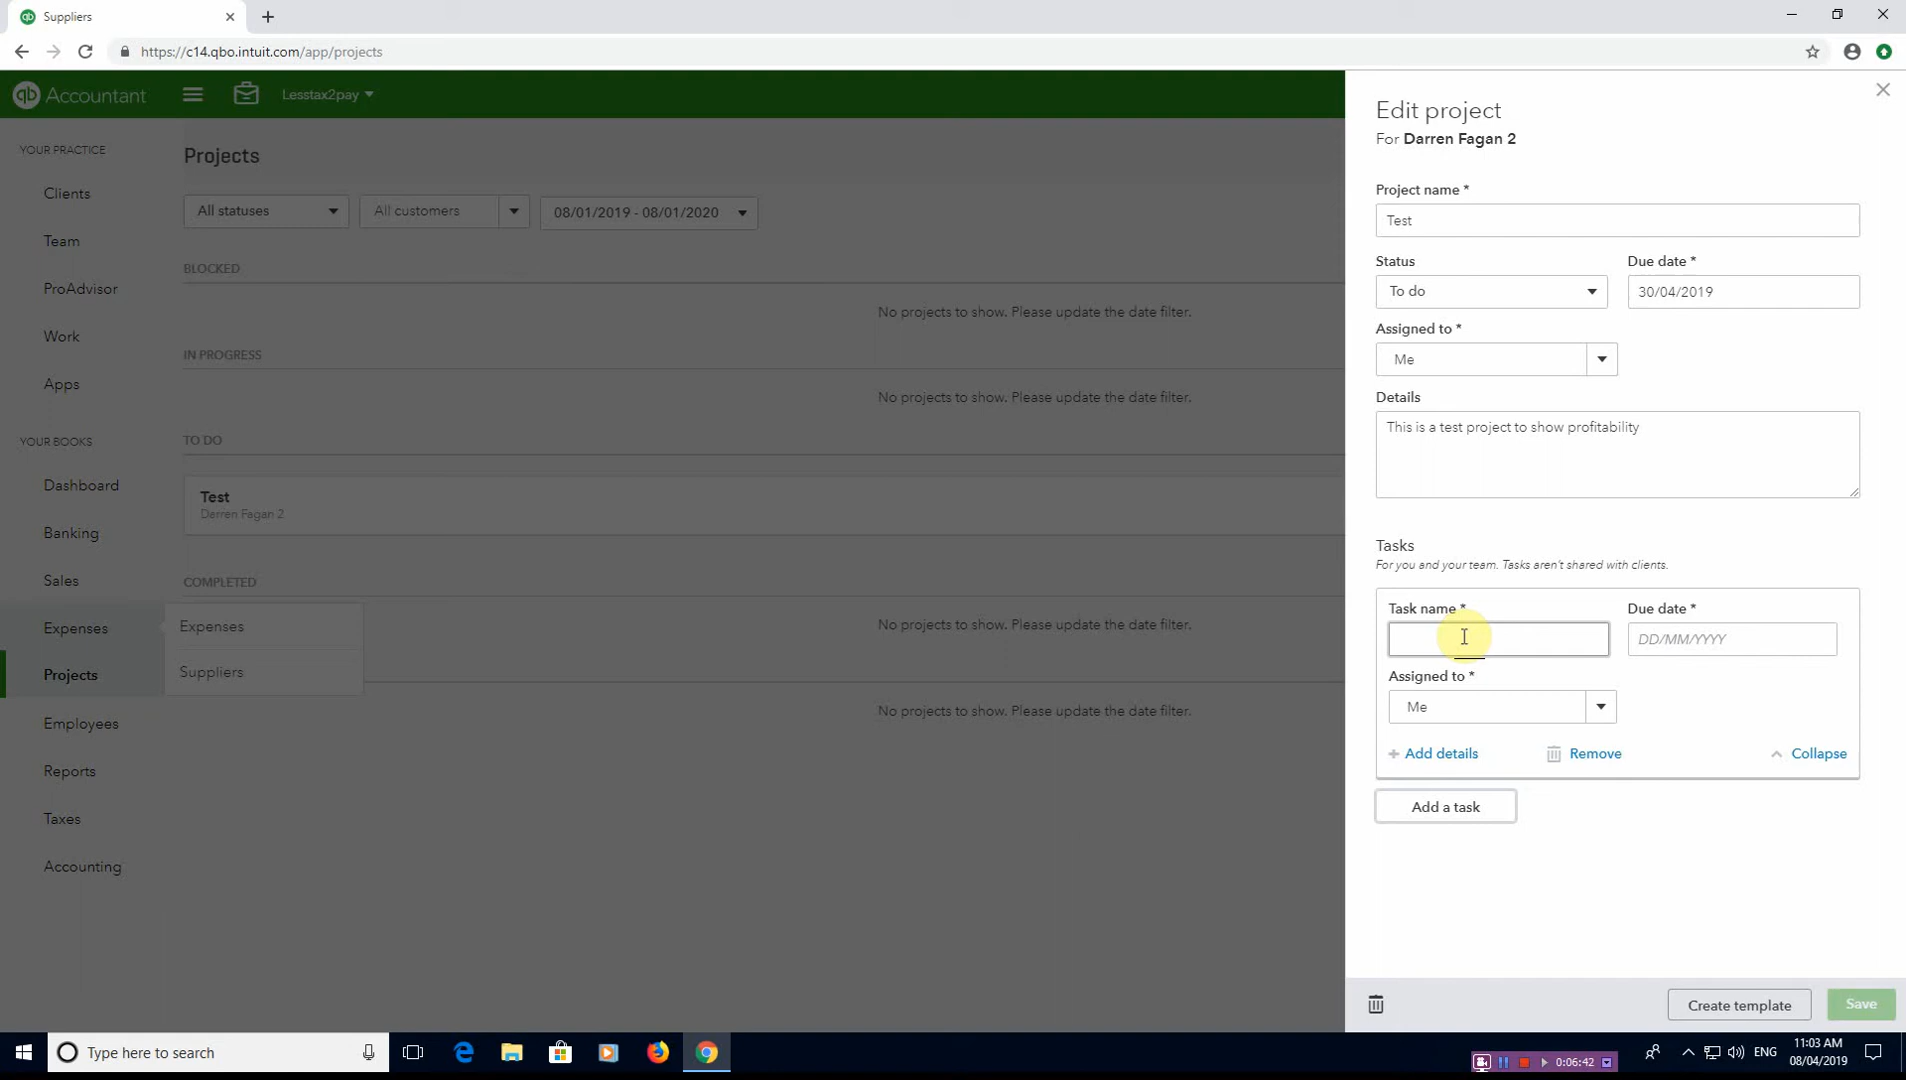 Suppliers
https://c14.qbo.intuit.com/app/projects
qb Accountant
Lesstax2pay
YOUR PRACTICE
Clients
Team
ProAdvisor
Work
Apps
YOUR BOOKS
Dashboard
Banking
Sales
Expenses
Projects
Employees
Reports
Taxes
Accounting
Expenses
Suppliers
Projects
All statuses
All customers
08/01/2019 - 08/01/2020
BLOCKED
No projects to show. Please update the date filter.
IN PROGRESS
No projects to show. Please update the date filter.
TO DO
Test
Darren Fagan 2
COMPLETED
No projects to show. Please update the date filter.
No projects to show. Please update the date filter.
Edit project
For Darren Fagan 2
Project name *
Test
Status
Due date *
To do
30/04/2019
Assigned to *
Me
Details
This is a test project to show profitability
Tasks
For you and your team. Tasks aren't shared with clients.
Task name *
Due date *
DD/MM/YYYY
Assigned to *
Me
+ Add details
Remove
Collapse
Add a task
Create template
Save
Type here to search
0:06:42
ENG
11:03 AM
08/04/2019